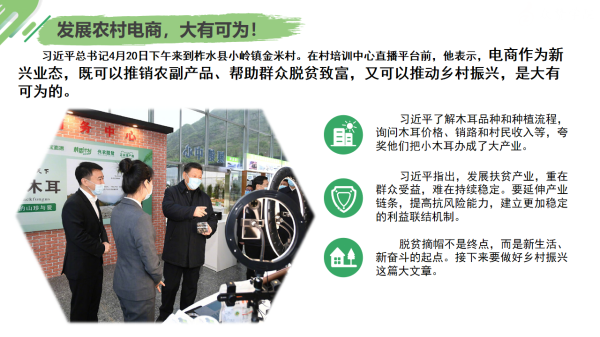 发展农村电商，大有可为！
习近平总书记4月20日下午来到柞水县小岭镇金米村。在村培训中心直播平台前，他表示，电商作为新
兴业态，既可以推销农副产品、帮助群众脱贫致富，又可以推动乡村振兴，是大有
可为的。
务中心
木耳
习近平了解木耳品种和种植流程，
询问木耳价格、销路和村民收入等，夸
奖他们把小木耳办成了大产业。
习近平指出，发展扶贫产业，重在
群众受益，难在持续稳定。要延伸产业
链条，提高抗风险能力，建立更加稳定
的利益联结机制。
脱贫摘帽不是终点，而是新生活、
新奋斗的起点。接下来要做好乡村振兴
这篇大文章。